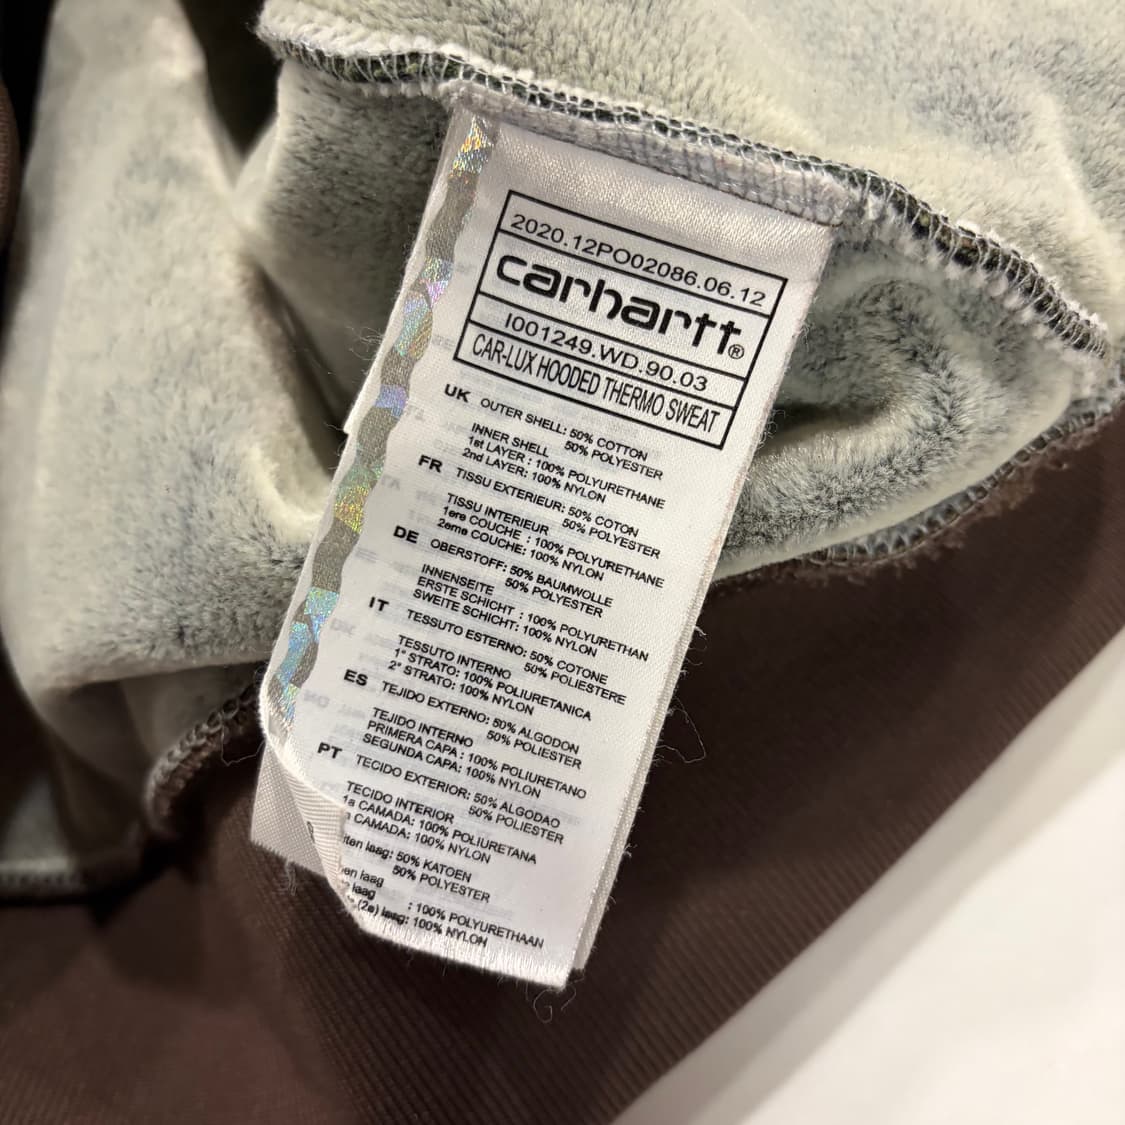 2020.12PO02086.06.12
carhartt®
I001249.WD.90.03
CAR-LUX HOODED THERMO SWEAT
UK OUTER SHELL: 50% COTTON
50% POLYESTER
INNER SHELL
1st LAYER : 100% POLYURETHANE
2nd LAYER: 100% NYLON
FR TISSU EXTERIEUR: 50% COTON
50% POLYESTER
TISSU INTERIEUR
1ere COUCHE : 100% POLYURETHANE
2eme COUCHE: 100% NYLON
DE OBERSTOFF: 50% BAUMWOLLE
50% POLYESTER
INNENSEITE
ERSTE SCHICHT : 100% POLYURETHAN
SWEITE SCHICHT: 100% NYLON
IT TESSUTO ESTERNO: 50% COTONE
50% POLIESTERE
TESSUTO INTERNO
1° STRATO: 100% POLIURETANICA
2° STRATO: 100% NYLON
ES TEJIDO EXTERNO: 50% ALGODON
50% POLIESTER
TEJIDO INTERNO
PRIMERA CAPA : 100% POLIURETANO
SEGUNDA CAPA: 100% NYLON
PT TECIDO EXTERIOR: 50% ALGODAO
50% POLIESTER
TECIDO INTERIOR
1a CAMADA: 100% POLIURETANA
CAMADA: 100% NYLON
laag: 50% KATOEN
50% POLYESTER
laag
laag : 100% POLYURETHAAN
(2e) laag: 100% NYLON